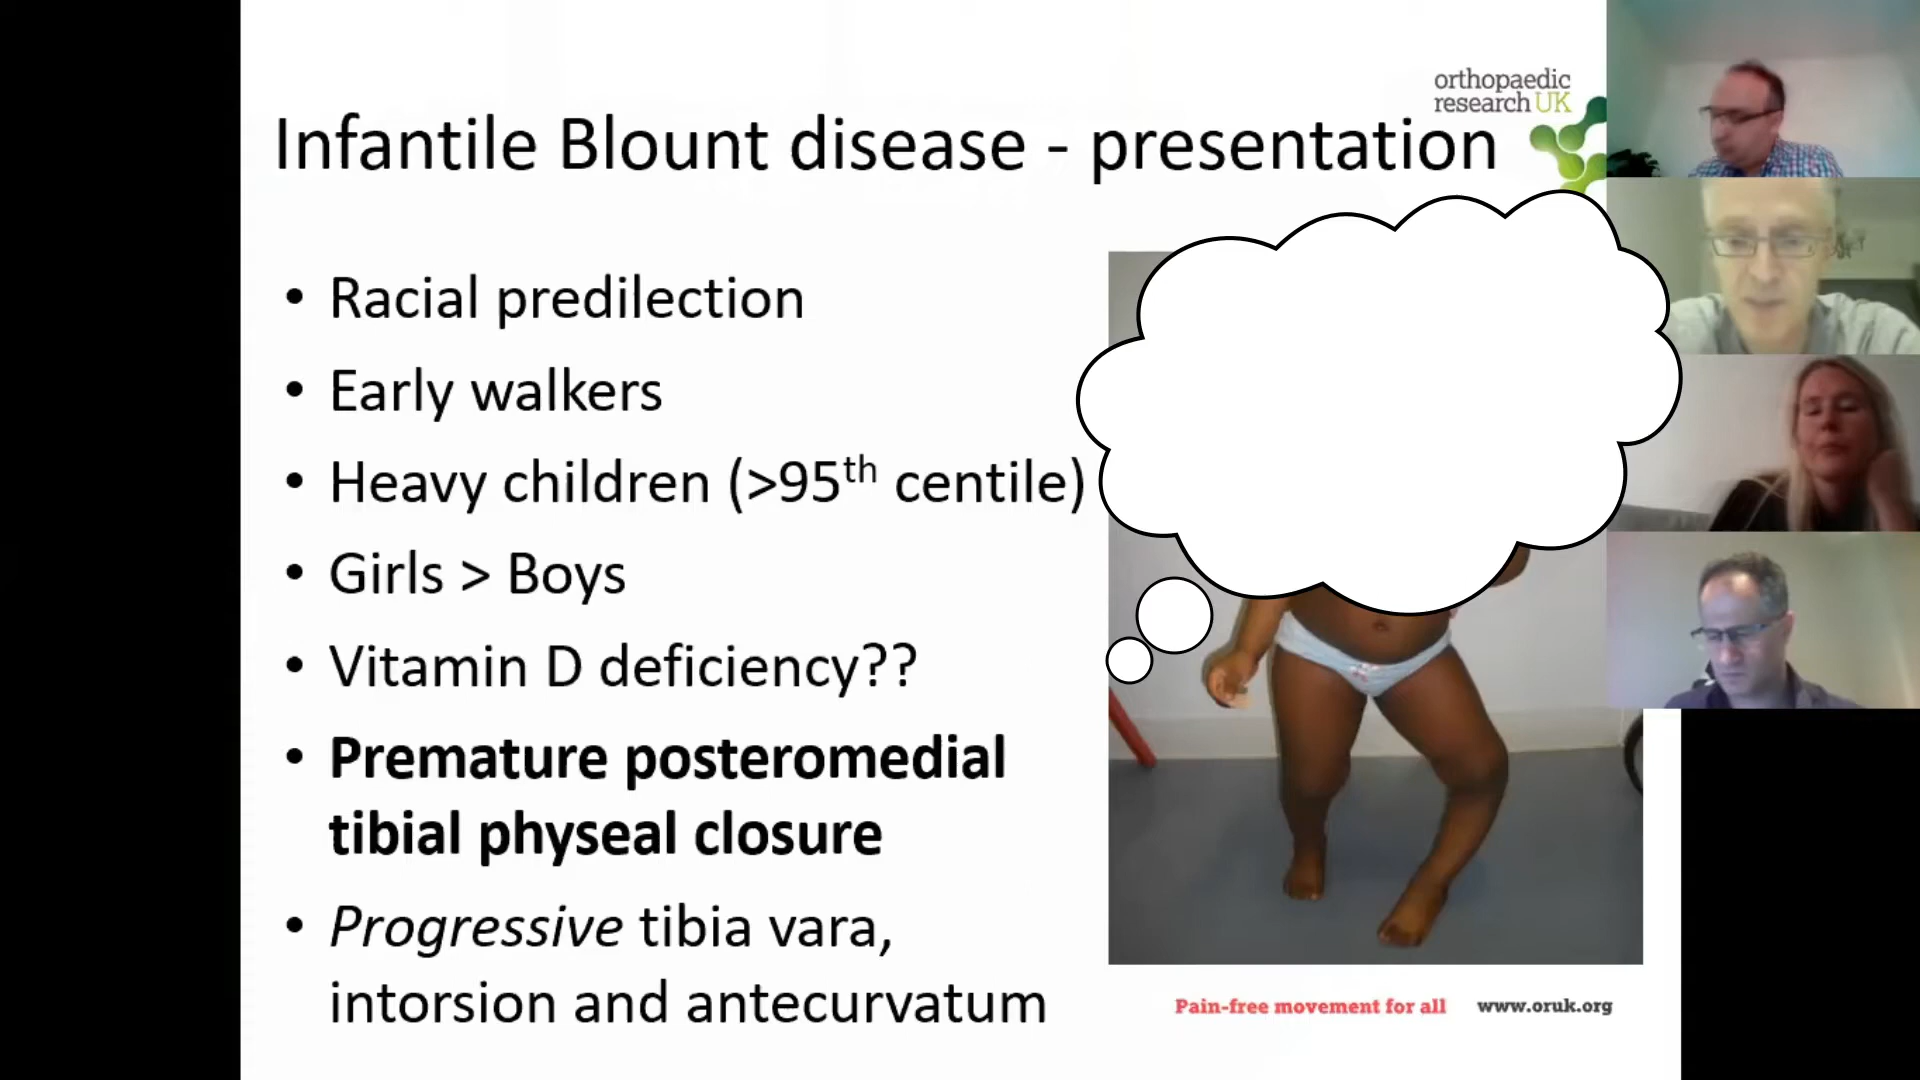 orthopaedic
research UK
Infantile Blount disease - presentation
• Racial predilection
• Early walkers
• Heavy children (>95th centile)
• Girls > Boys
• Vitamin D deficiency??
• Premature posteromedial
tibial physeal closure
• Progressive tibia vara,
intorsion and antecurvatum
Pain-free movement for all www.oruk.org